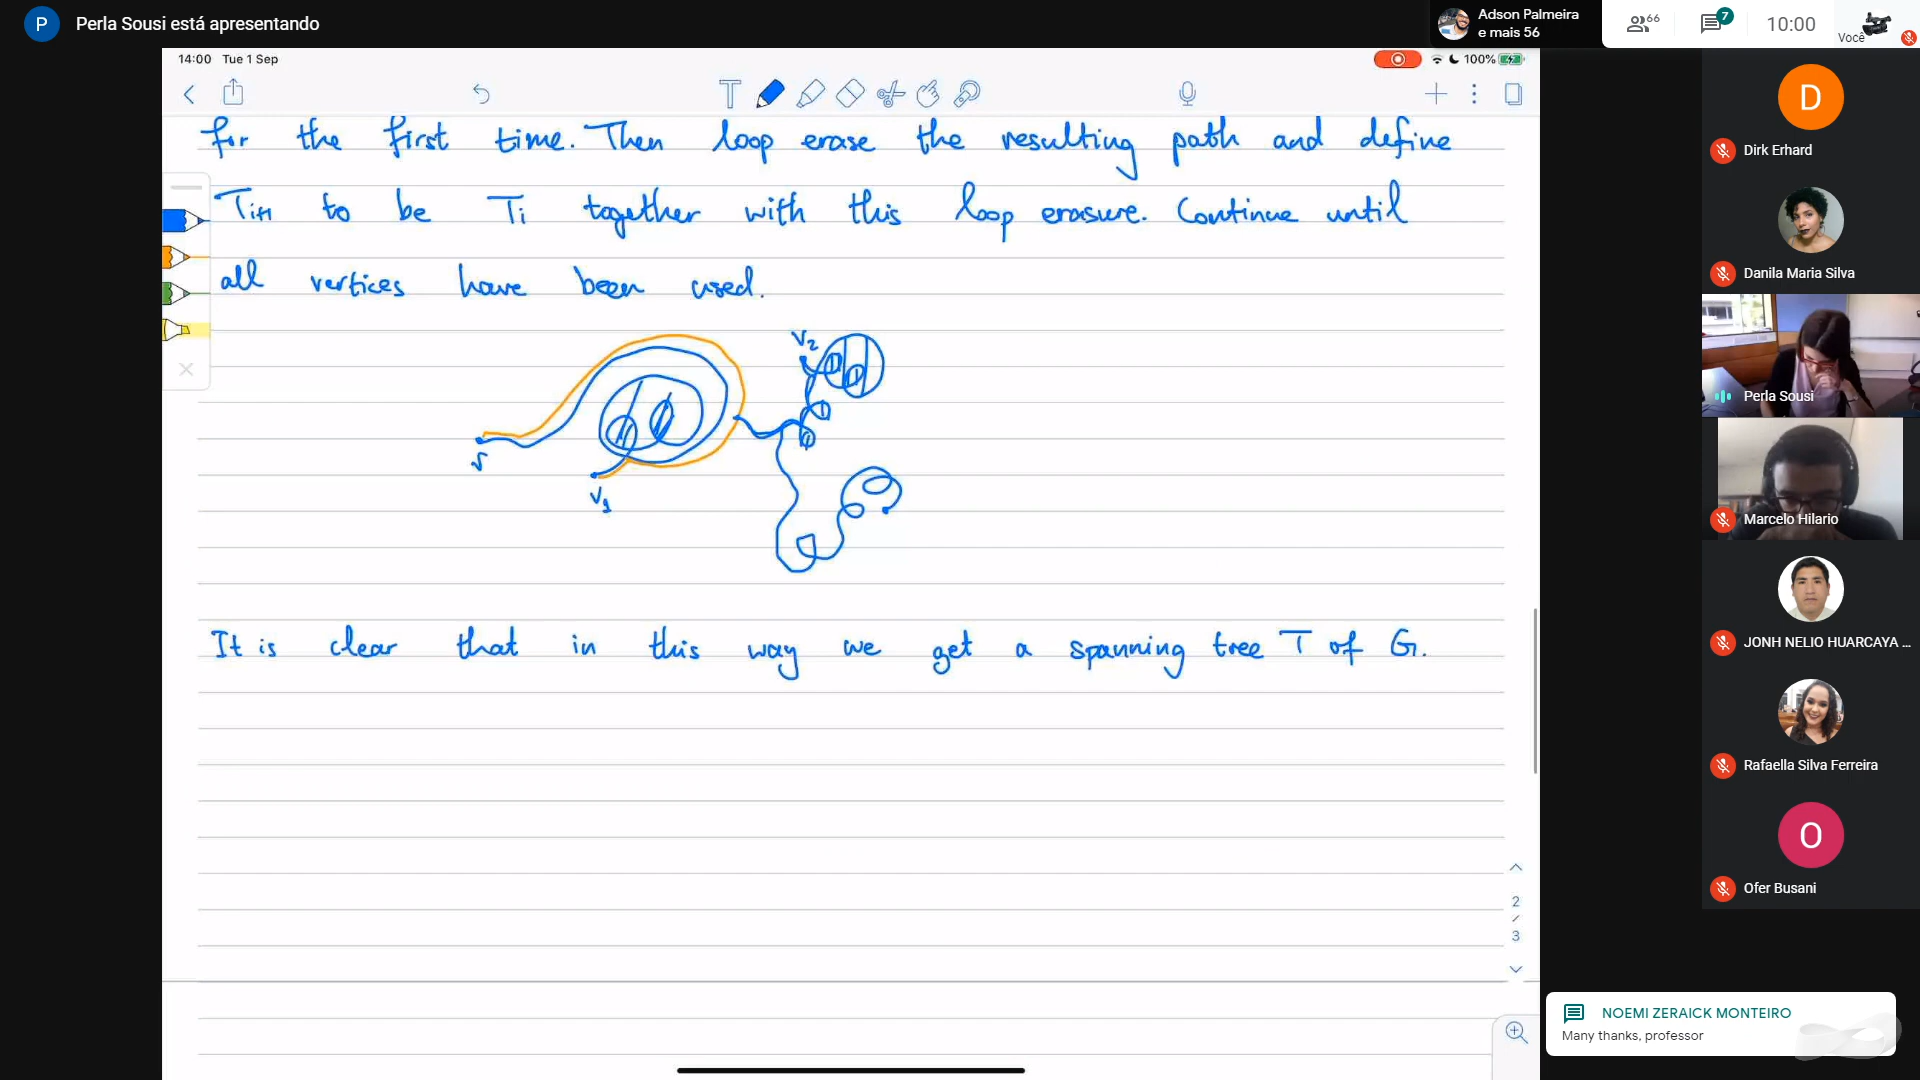 P Perla Sousi está apresentando
Adson Palmeira
e mais 56
66
7
10:00
Você
14:00 Tue 1 Sep
100%
for the first time. Then loop erase the resulting path and define
Ti+1 to be Ti together with this loop erasure. Continue until
all vertices have been used.
V2
V1
It is clear that in this way we get a spanning tree T of G.
2
3
D
Dirk Erhard
Danila Maria Silva
Perla Sousi
Marcelo Hilario
JONH NELIO HUARCAYA ...
Rafaella Silva Ferreira
O
Ofer Busani
NOEMI ZERAICK MONTEIRO
Many thanks, professor